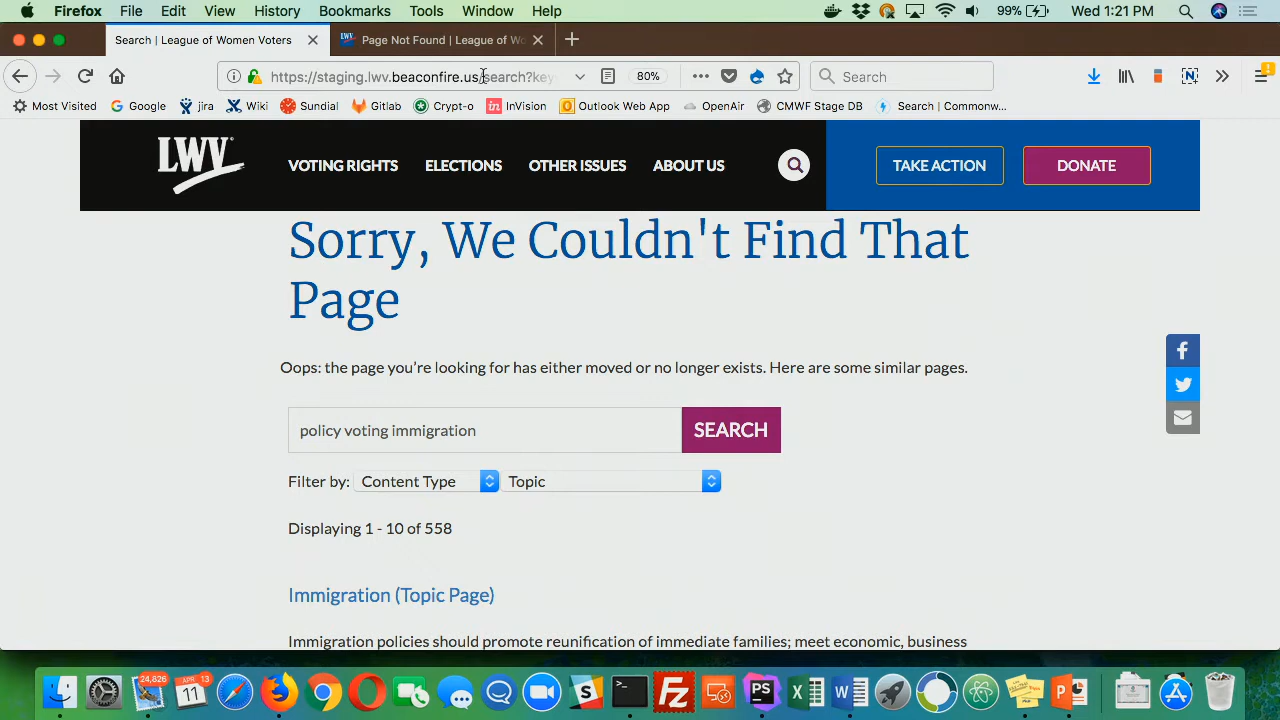 Firefox File Edit View History Bookmarks Tools Window Help 99% Wed 1:21 PM
Search | League of Women Voters Page Not Found | League of Wo
https://staging.lwv.beaconfire.us/search?key 80% Search
Most Visited Google jira Wiki Sundial Gitlab Crypt-o InVision Outlook Web App OpenAir CMWF Stage DB Search | Commonw...
LWV VOTING RIGHTS ELECTIONS OTHER ISSUES ABOUT US TAKE ACTION DONATE
Sorry, We Couldn't Find That
Page
Oops: the page you're looking for has either moved or no longer exists. Here are some similar pages.
policy voting immigration SEARCH
Filter by: Content Type Topic
Displaying 1 - 10 of 558
Immigration (Topic Page)
Immigration policies should promote reunification of immediate families; meet economic, business
24,826 APR 11 13